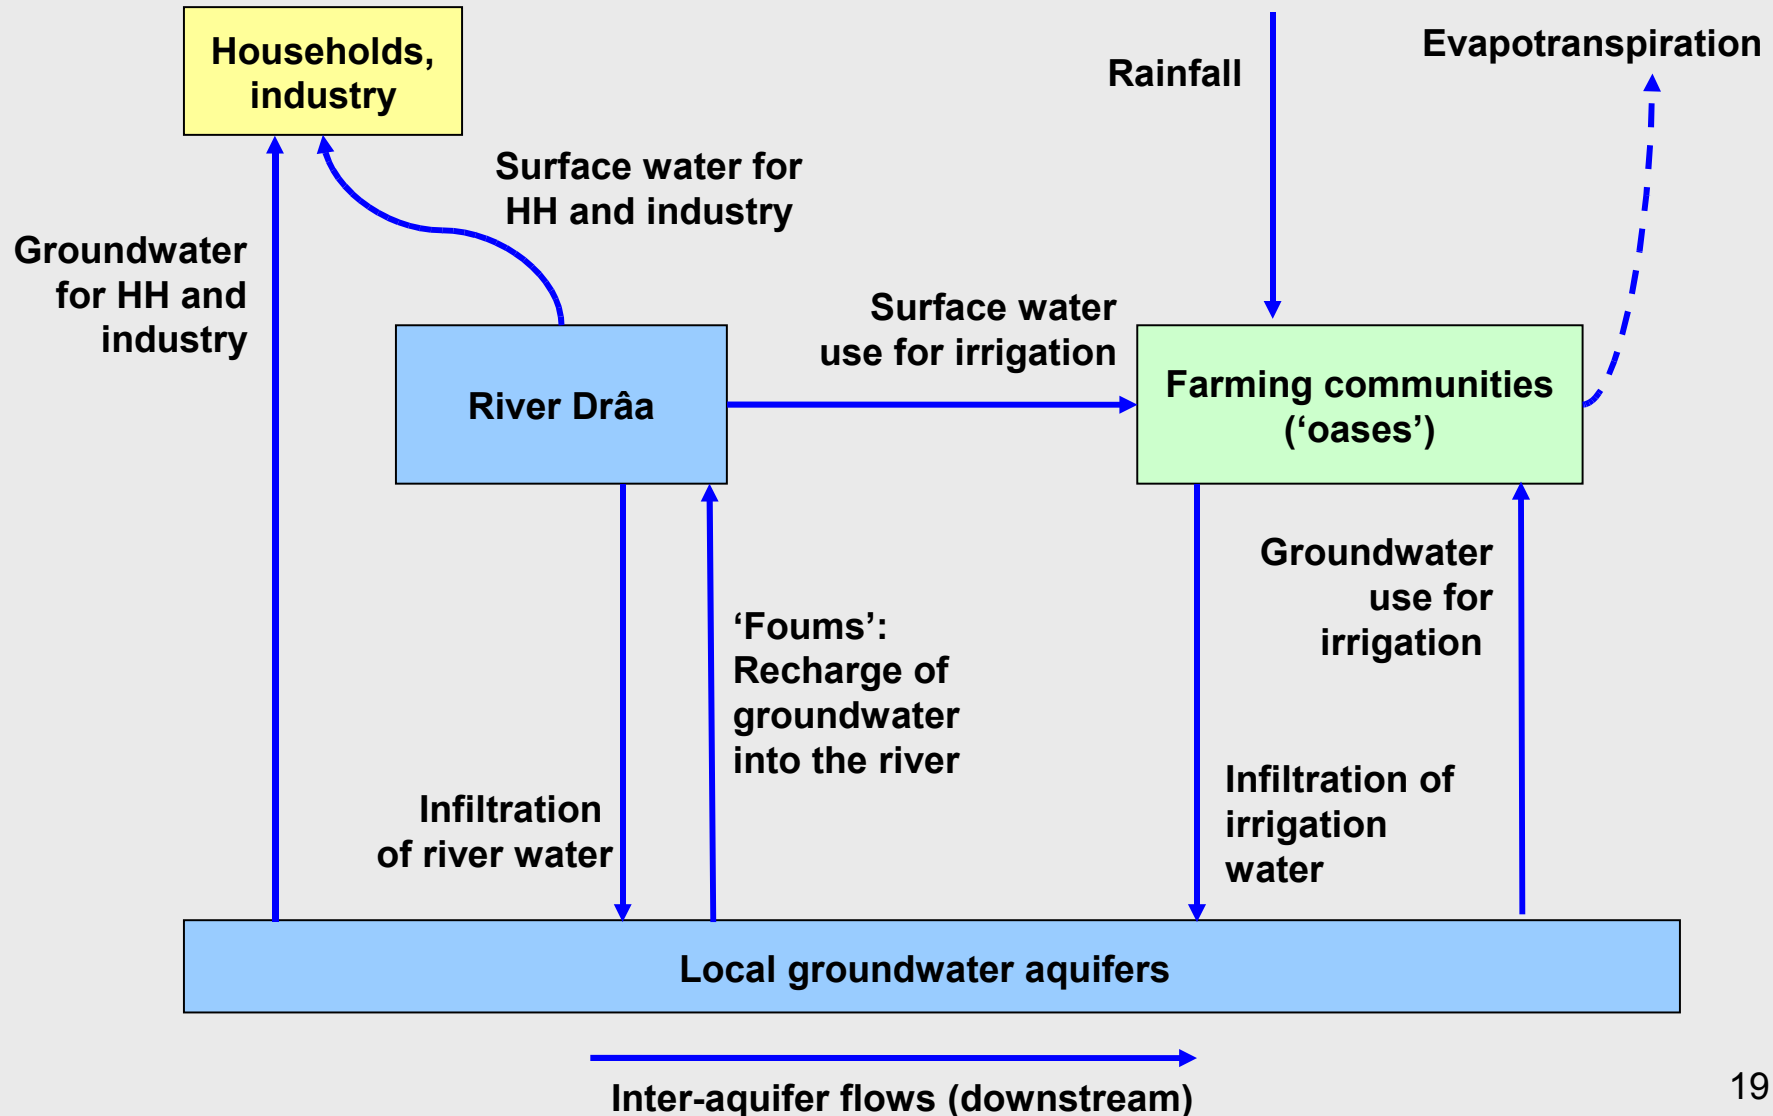 Households,
industry
Rainfall
Evapotranspiration
Surface water for
HH and industry
Groundwater
for HH and
industry
Surface water
use for irrigation
River Drâa
Farming communities
(‘oases’)
‘Foums’:
Recharge of
groundwater
into the river
Groundwater
use for
irrigation
Infiltration
of river water
Infiltration of
irrigation
water
Local groundwater aquifers
Inter-aquifer flows (downstream)
19